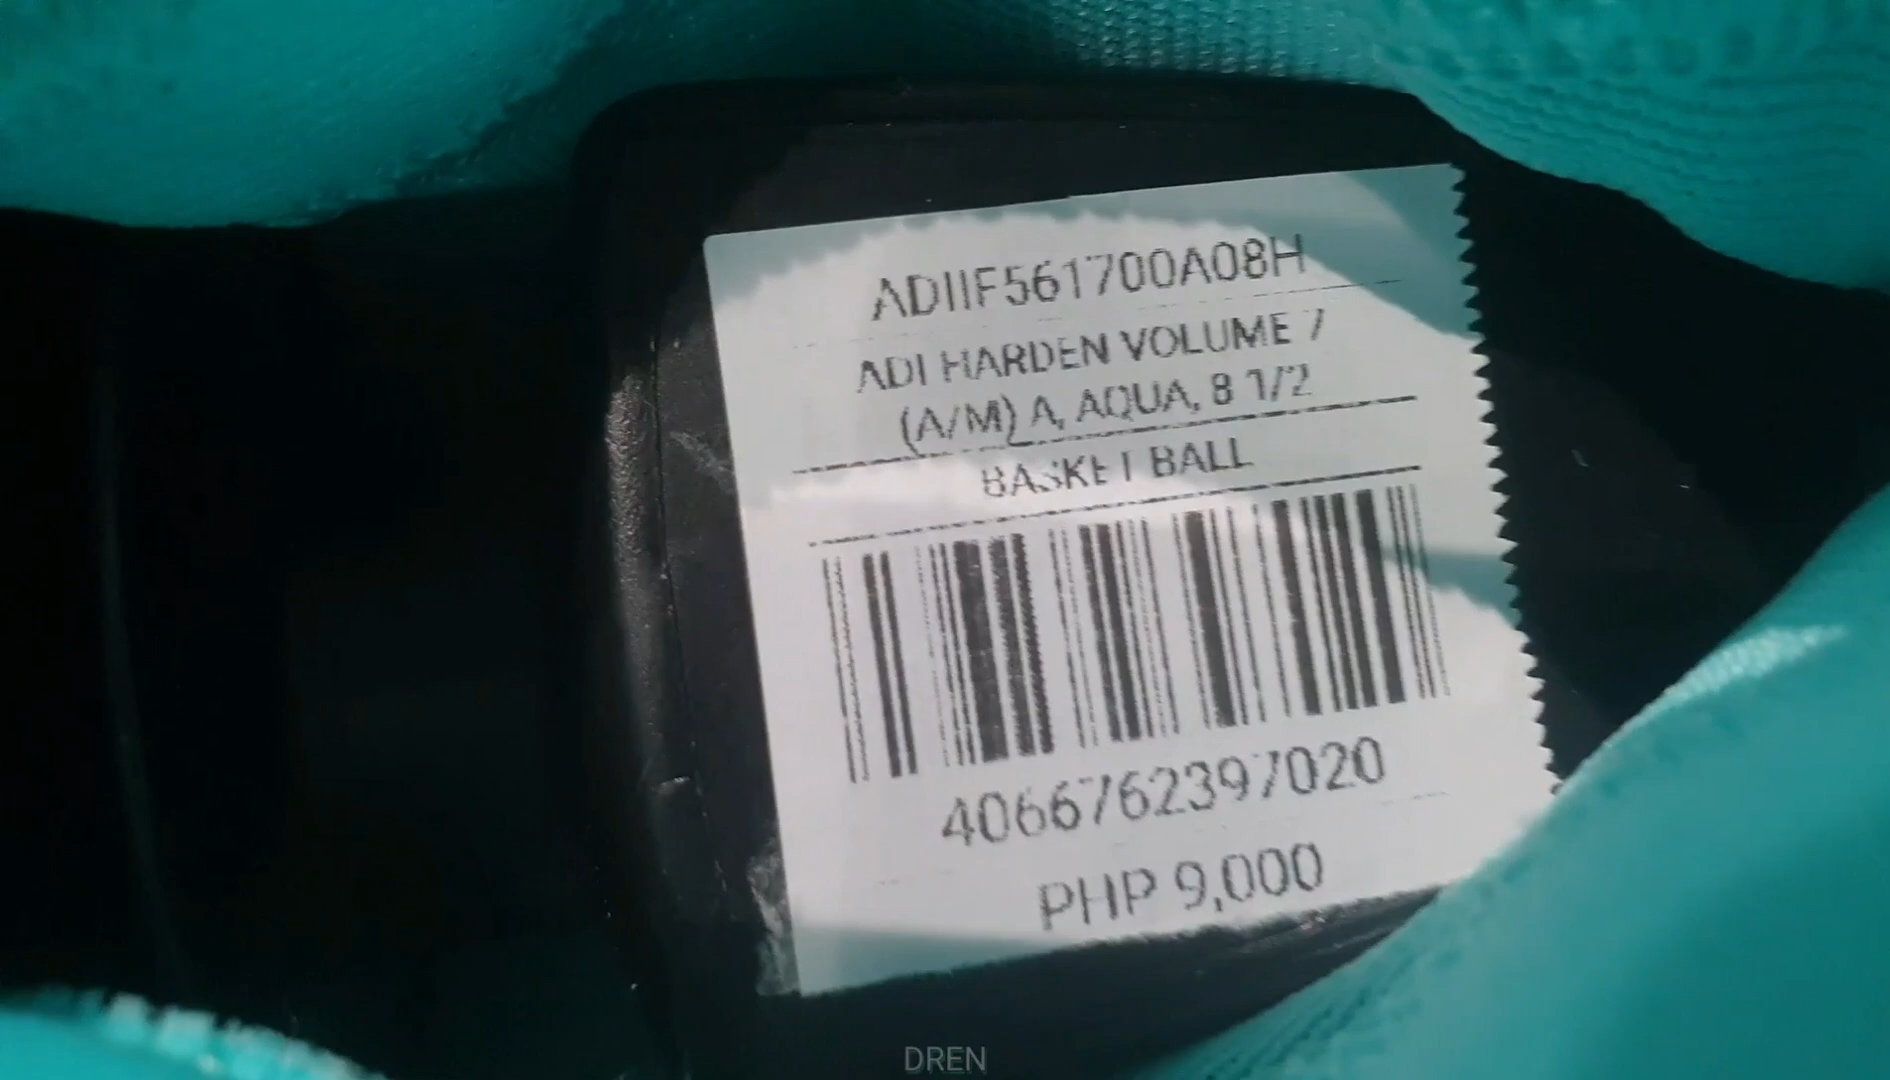 ADIIF561700A08H
ADI HARDEN VOLUME 7
(A/M) A, AQUA, 8 1/2
BASKET BALL
4066762397020
PHP 9,000
DREN